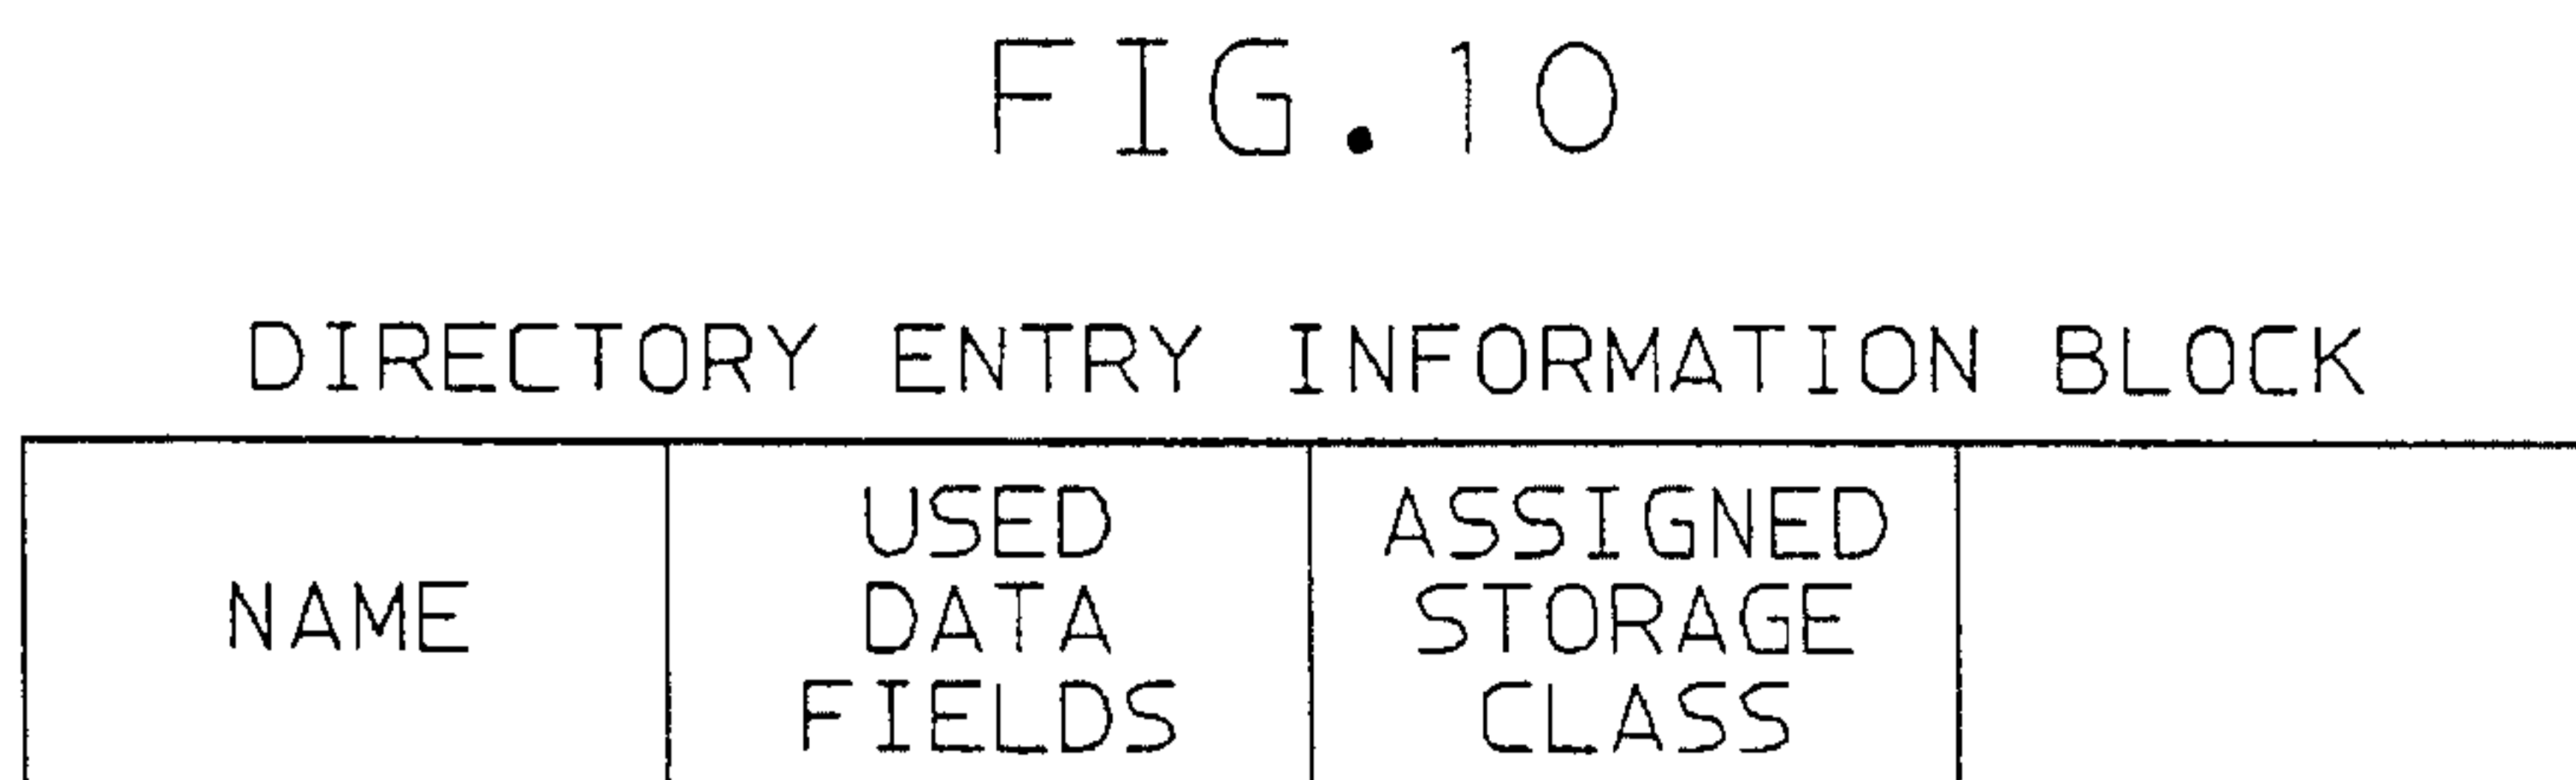 FIG.10
DIRECTORY ENTRY INFORMATION BLOCK
NAME
USED
DATA
FIELDS
ASSIGNED
STORAGE
CLASS